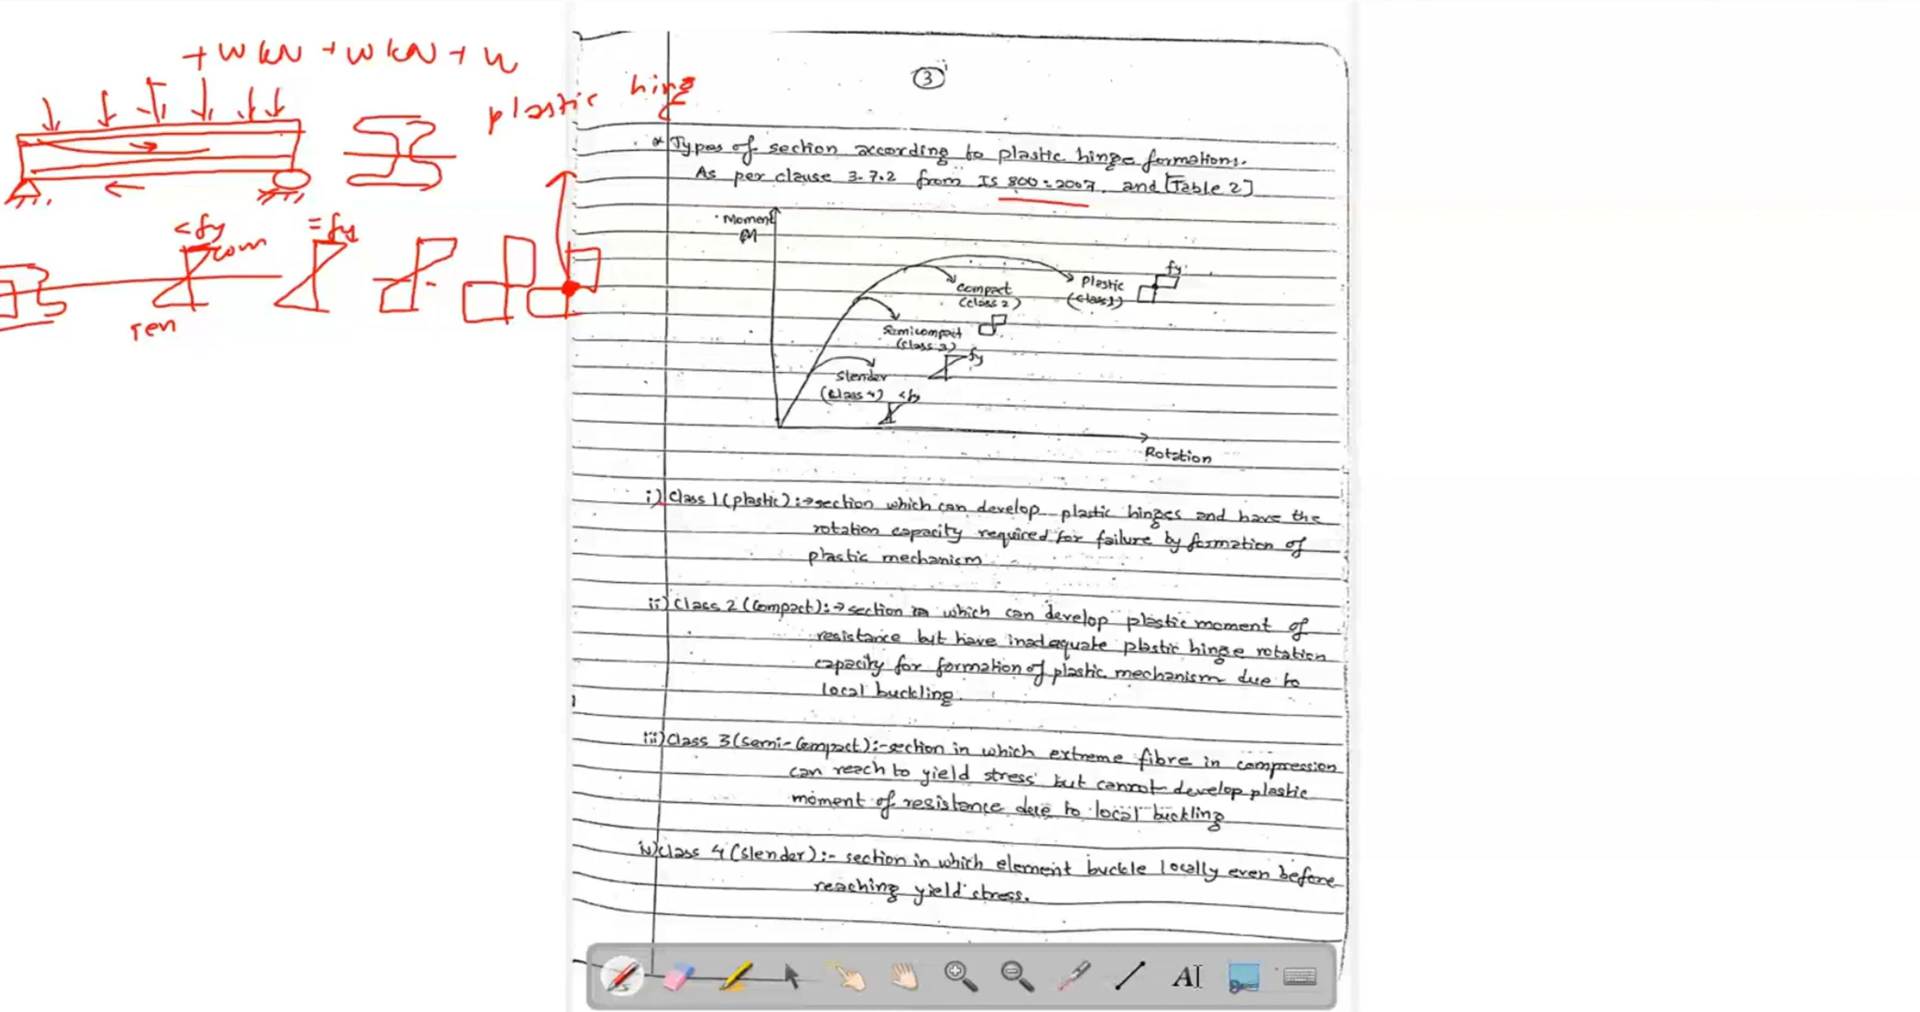 + W kN + W kN + W
plastic hing
< fy
com
= fy
Ten
3
* Types of section according to plastic hinge formations.
As per clause 3.7.2 from IS 800:2007. and [Table 2]
Moment
M
fy
Plastic
(class 1)
Compact
(class 2)
Semicompact
(class 3)
fy
Slender
(class 4) <fy
Rotation
i) Class 1 (plastic) :→ section which can develop plastic hinges and have the
rotation capacity required for failure by formation of
plastic mechanism
ii) Class 2 (Compact) :→ section which can develop plastic moment of
resistance but have inadequate plastic hinge rotation
capacity for formation of plastic mechanism due to
local buckling.
iii) Class 3 (Semi-Compact) :- section in which extreme fibre in compression
can reach to yield stress but cannot develop plastic
moment of resistance due to local buckling
iv) Class 4 (Slender) :- section in which element buckle locally even before
reaching yield stress.
AI